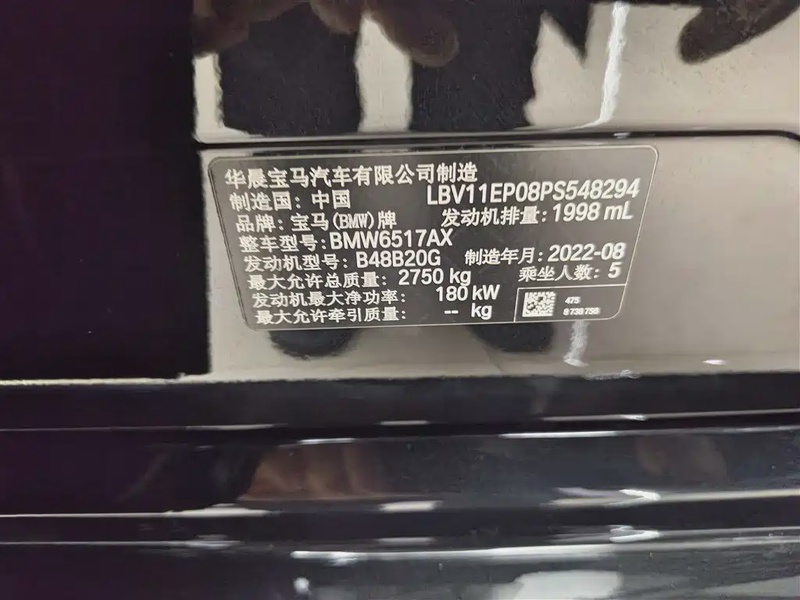 华晨宝马汽车有限公司制造
制造国：中国 LBV11EP08PS548294
品牌：宝马(BMW)牌 发动机排量：1998 mL
整车型号：BMW6517AX
发动机型号：B48B20G 制造年月：2022-08
最大允许总质量：2750 kg 乘坐人数：5
发动机最大净功率：180 kW
最大允许牵引质量：-- kg
475
8738756